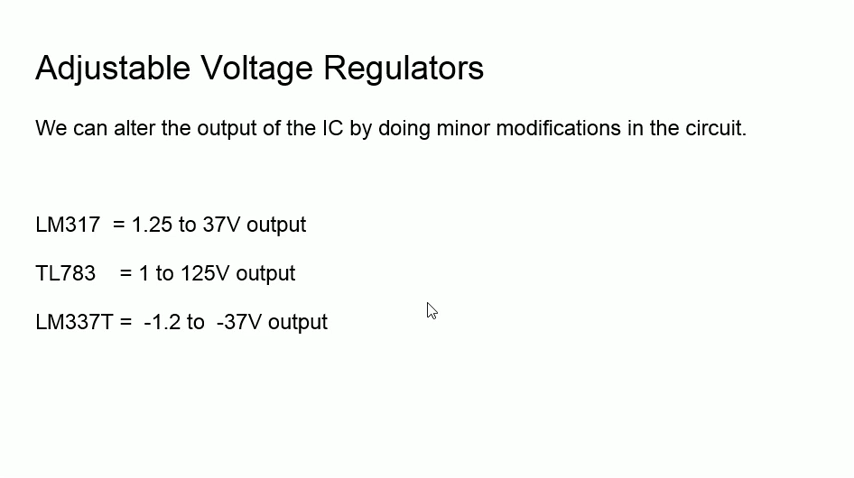 Adjustable Voltage Regulators
We can alter the output of the IC by doing minor modifications in the circuit.
LM317 = 1.25 to 37V output
TL783 = 1 to 125V output
LM337T = -1.2 to -37V output